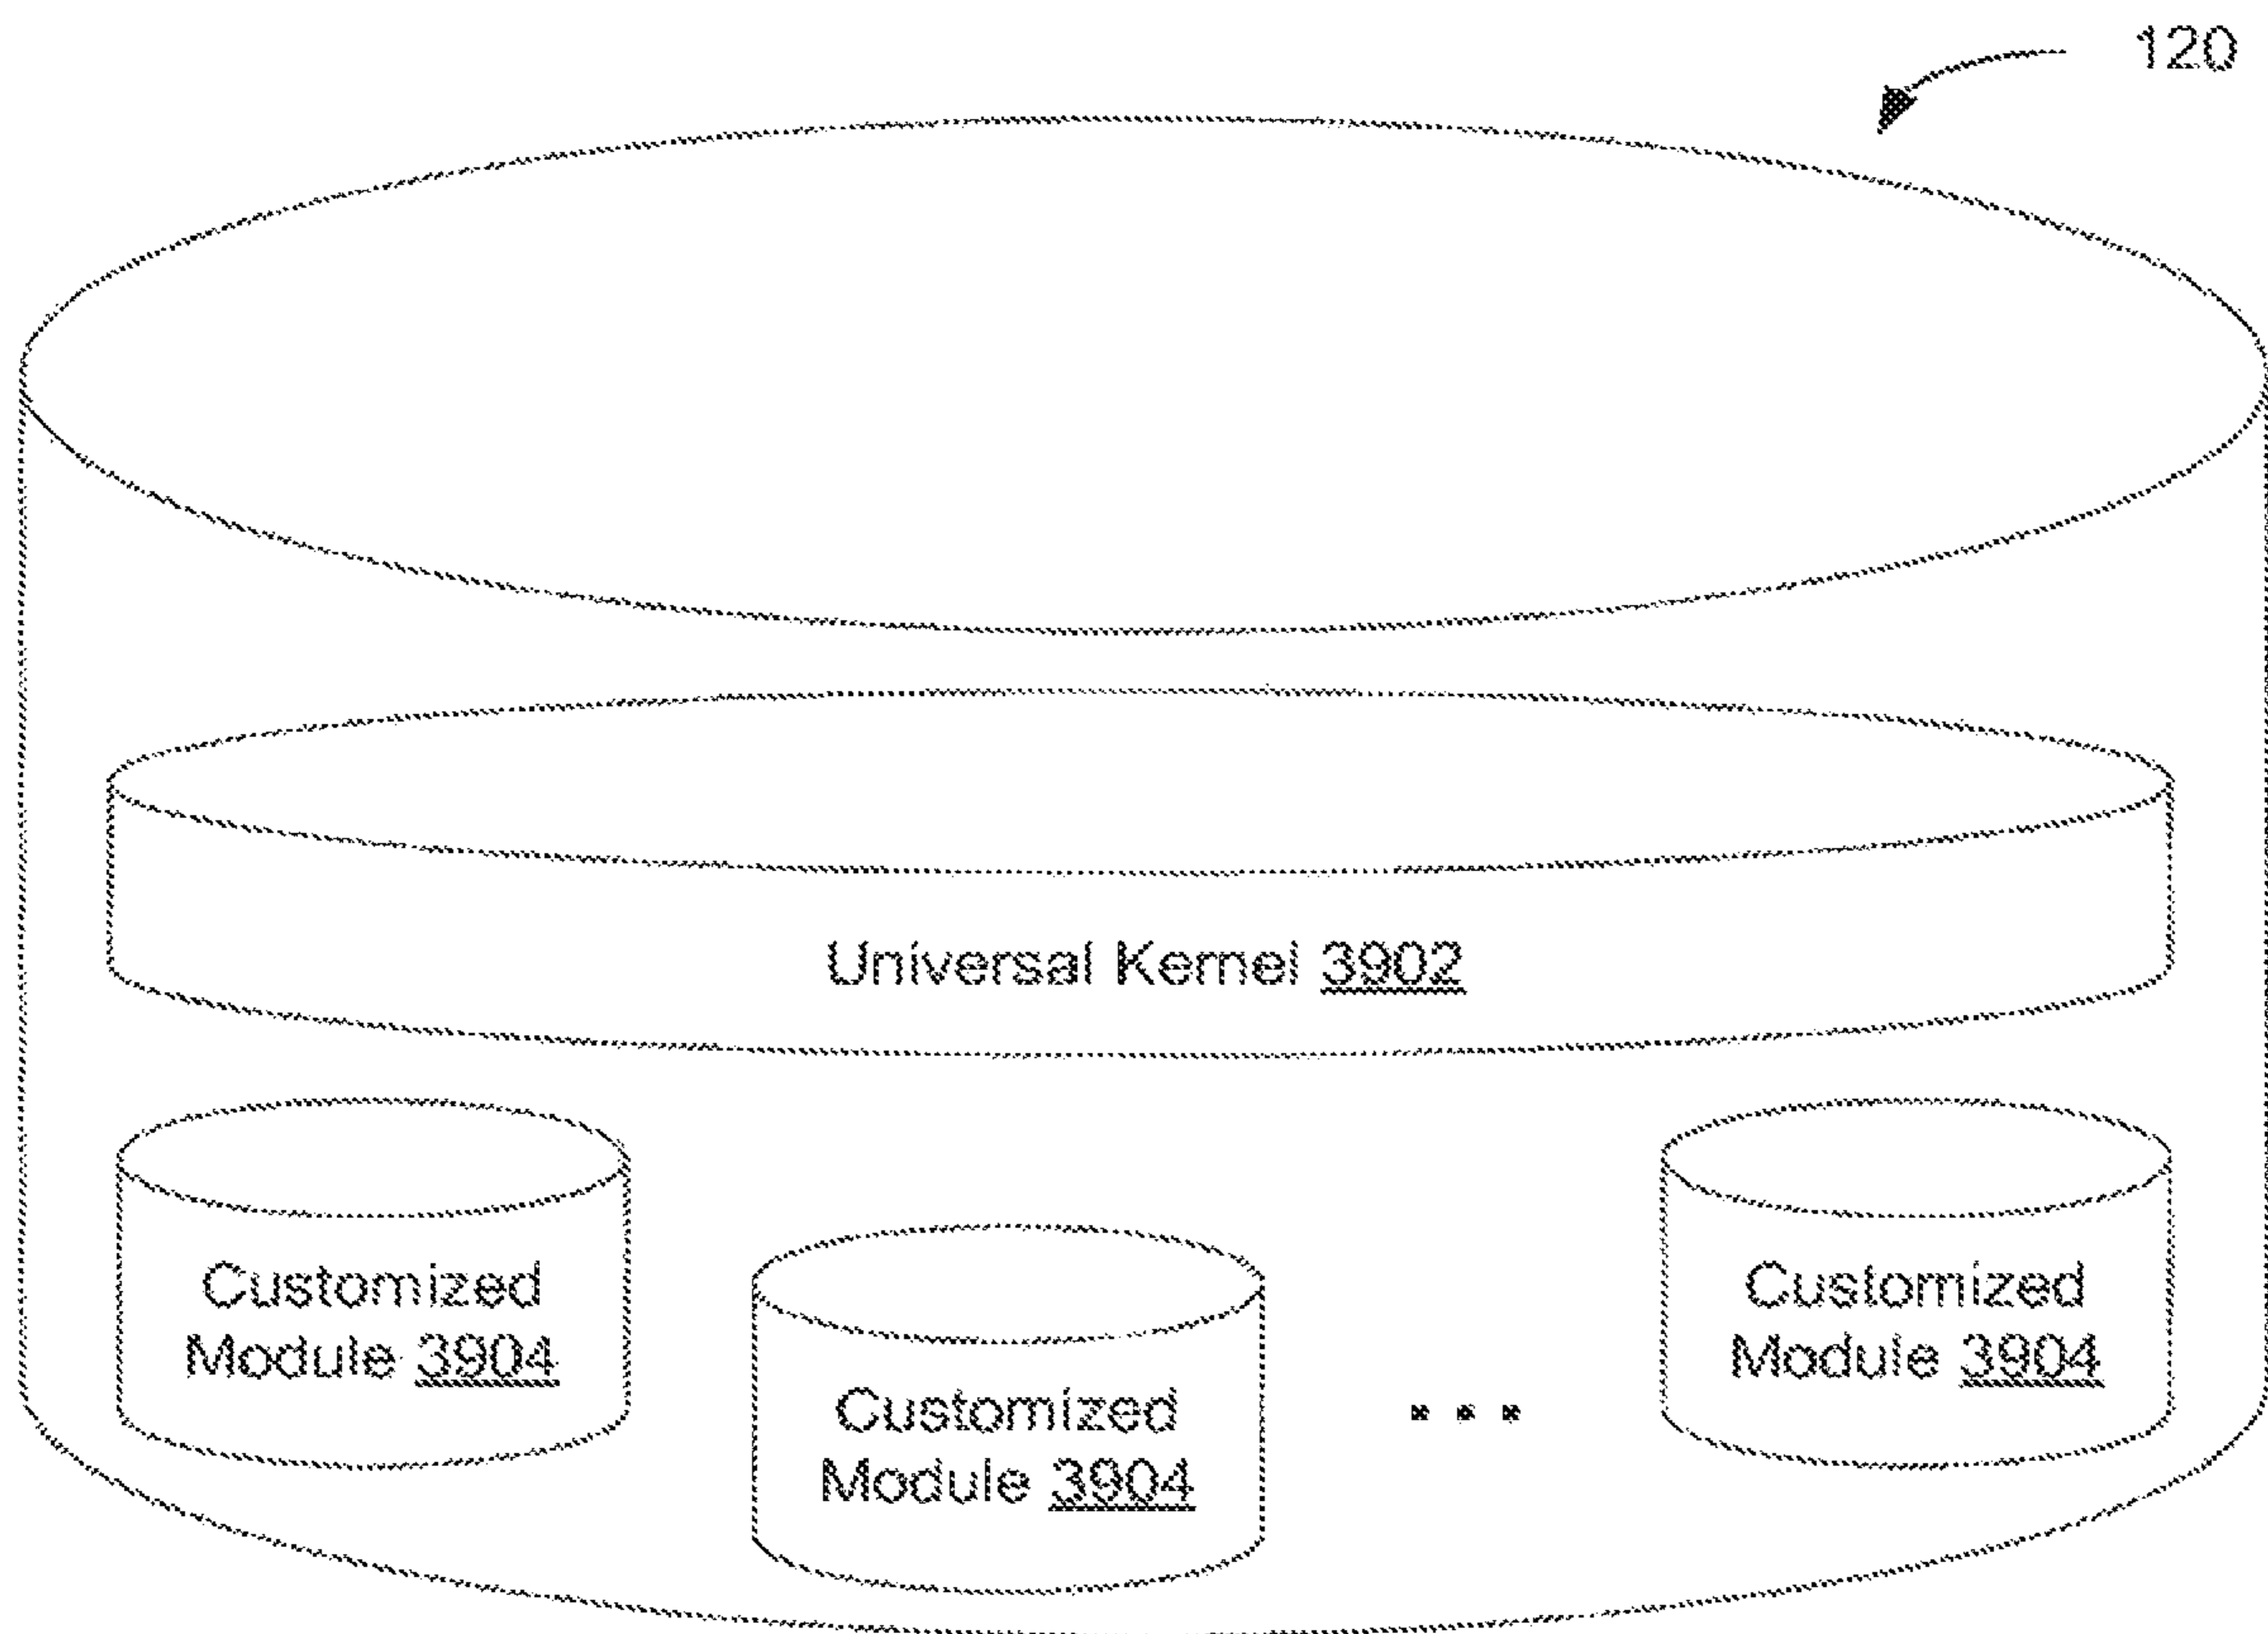 120
Universal Kernel 3902
Customized
Module 3904
Customized
Module 3904
...
Customized
Module 3904